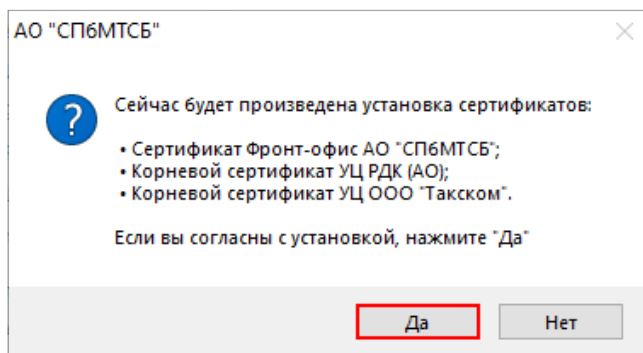 АО "СПбМТСБ"
Сейчас будет произведена установка сертификатов:
• Сертификат Фронт-офис АО "СПбМТСБ";
• Корневой сертификат УЦ РДК (АО);
• Корневой сертификат УЦ ООО "Такском".
Если вы согласны с установкой, нажмите "Да"
Да
Нет